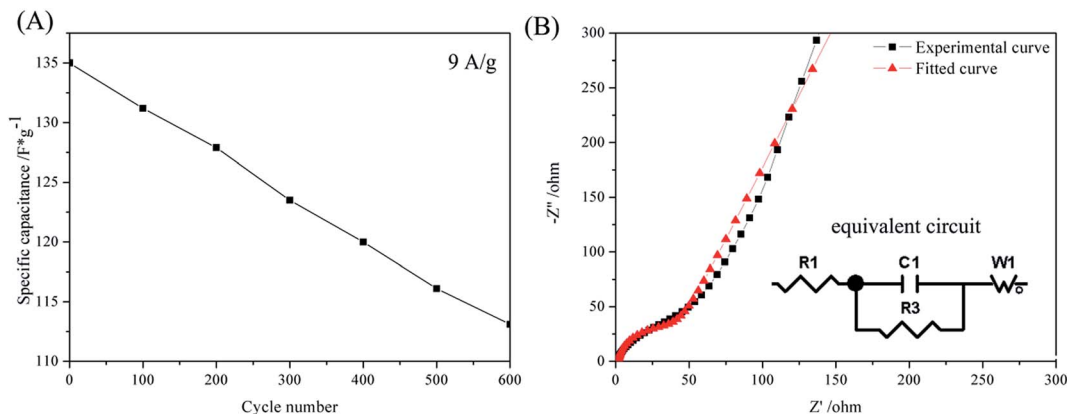 (A)
9 A/g
135
130
125
120
115
110
Specific capacitance /F*g-1
0 100 200 300 400 500 600
Cycle number
(B)
Experimental curve
Fitted curve
300
250
200
150
100
50
0
-Z" /ohm
equivalent circuit
R1 C1 W1
R3
0 50 100 150 200 250 300
Z' /ohm